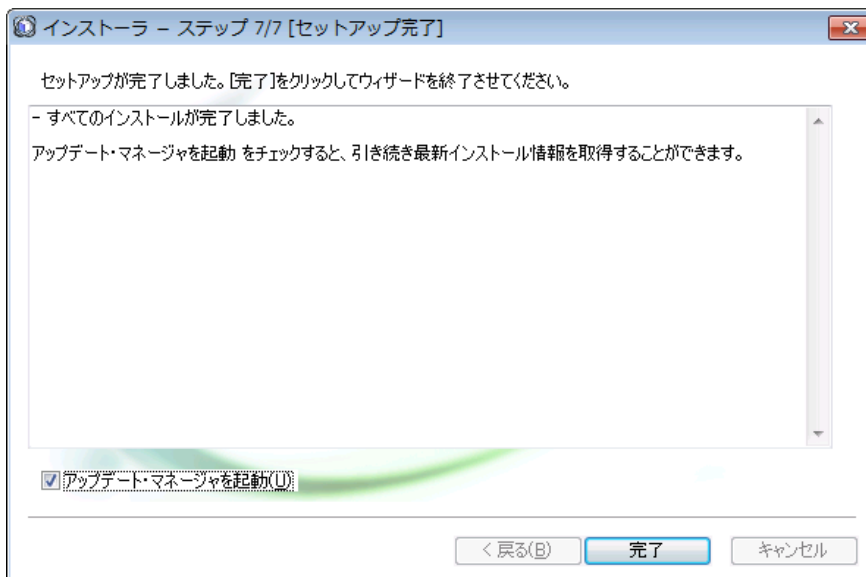 インストーラ – ステップ 7/7 [セットアップ完了]
セットアップが完了しました。[完了]をクリックしてウィザードを終了させてください。
- すべてのインストールが完了しました。
アップデート・マネージャを起動 をチェックすると、引き続き最新インストール情報を取得することができます。
アップデート・マネージャを起動(U)
< 戻る(B) 完了 キャンセル